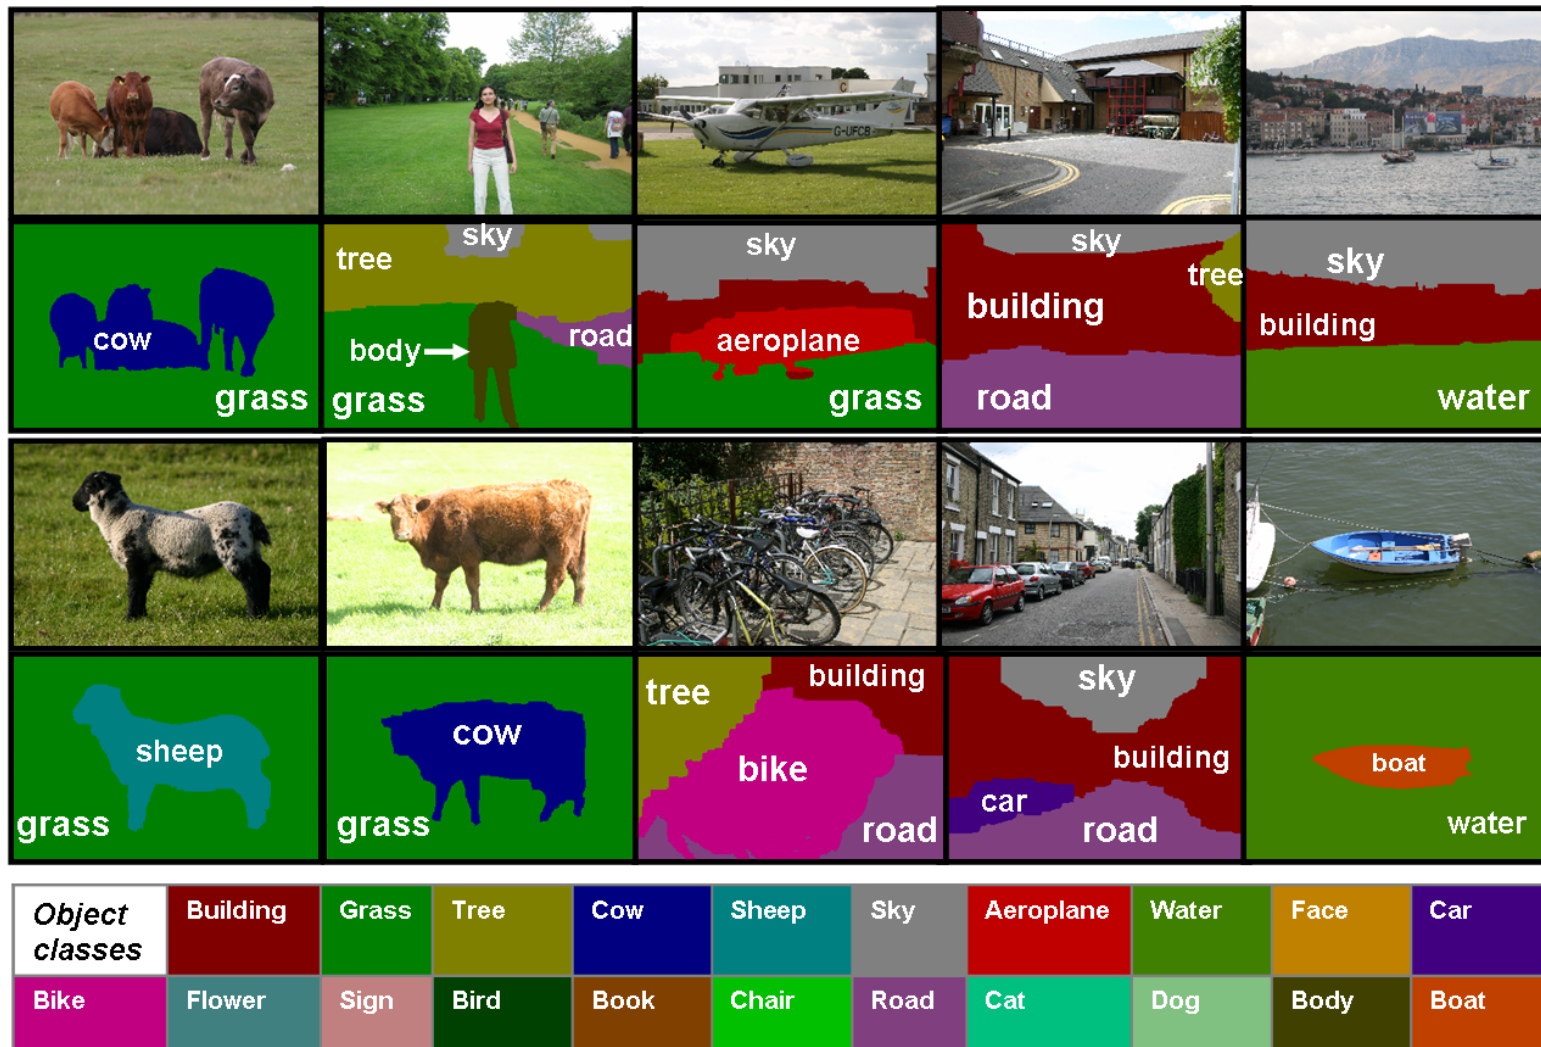 C
G-UFCB
sky
tree
road
body
grass
cow
grass
sky
aeroplane
grass
sky
tree
building
road
sky
building
water
sheep
grass
cow
grass
tree
building
bike
road
sky
building
car
road
boat
water
Object classes
Building
Grass
Tree
Cow
Sheep
Sky
Aeroplane
Water
Face
Car
Bike
Flower
Sign
Bird
Book
Chair
Road
Cat
Dog
Body
Boat